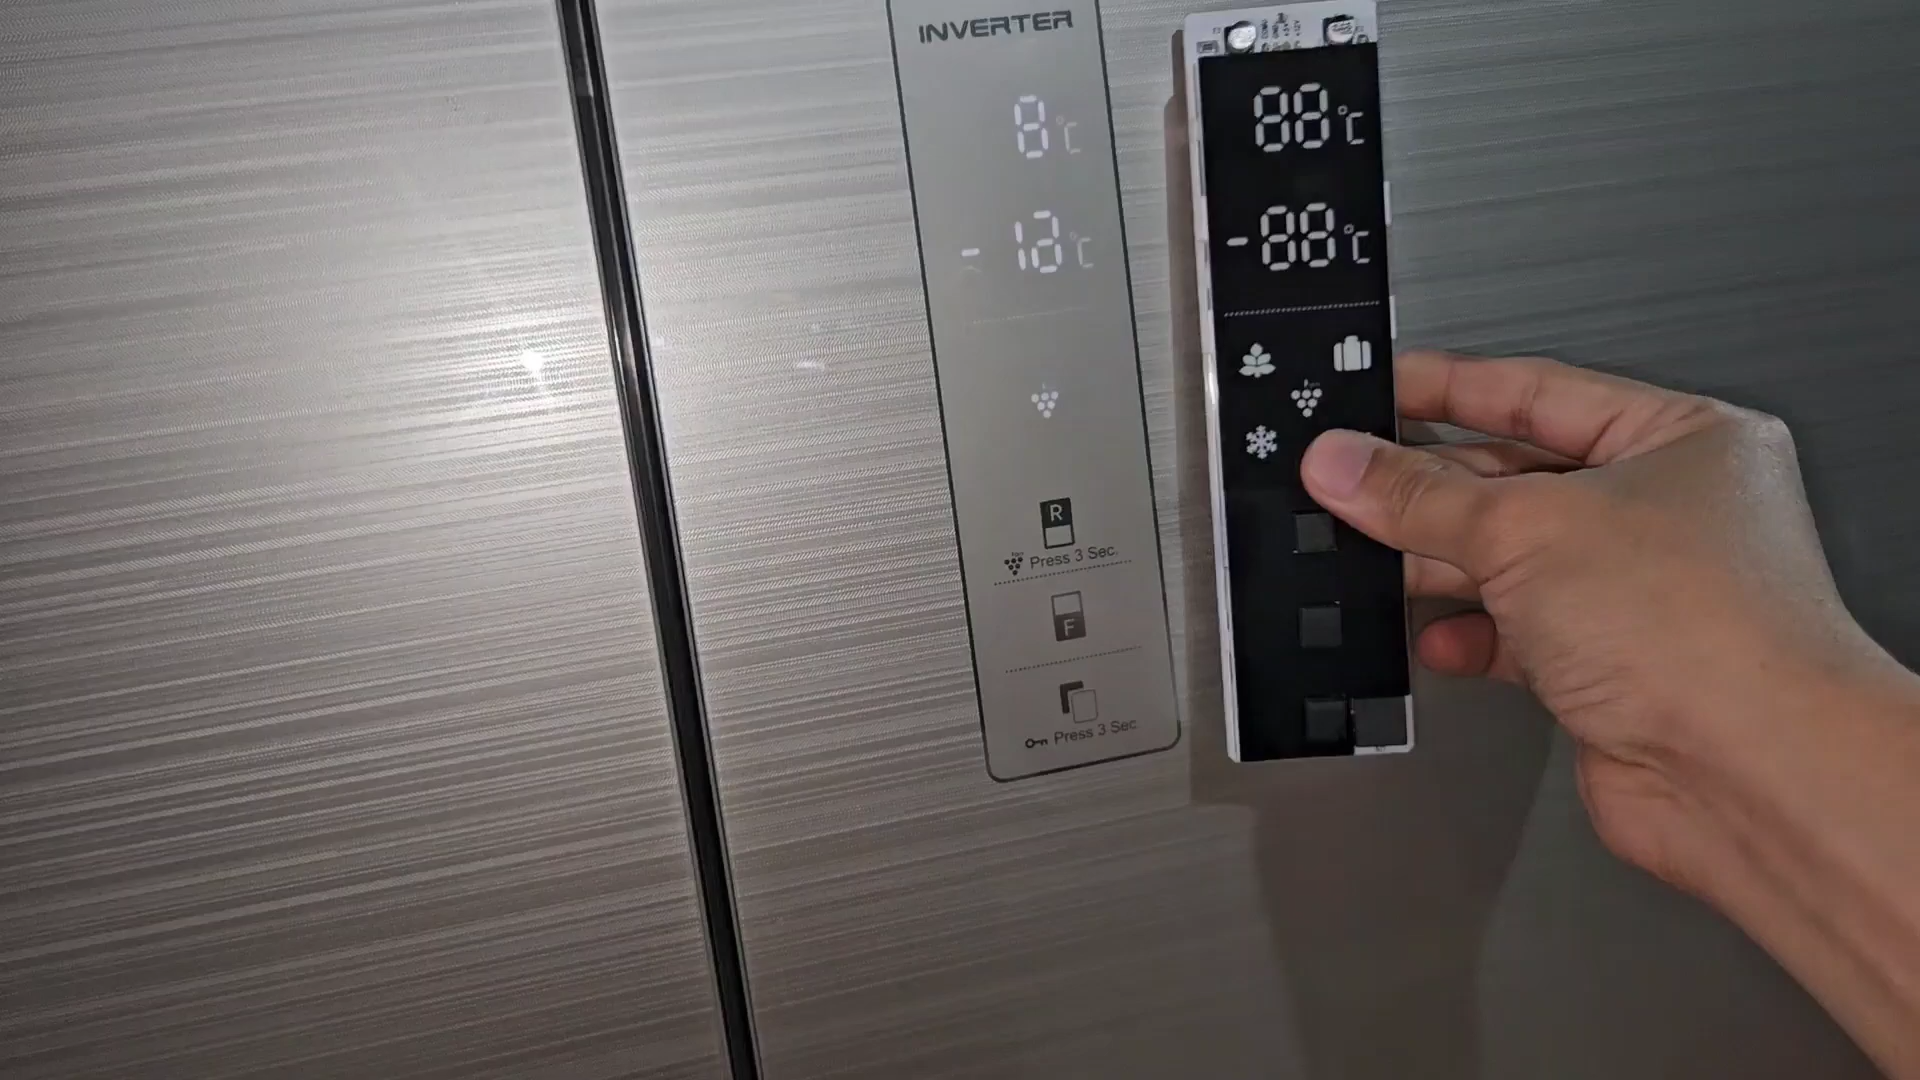 INVERTER
8°C
-12°C
R
Press 3 Sec.
F
Press 3 Sec
88°C
-88°C